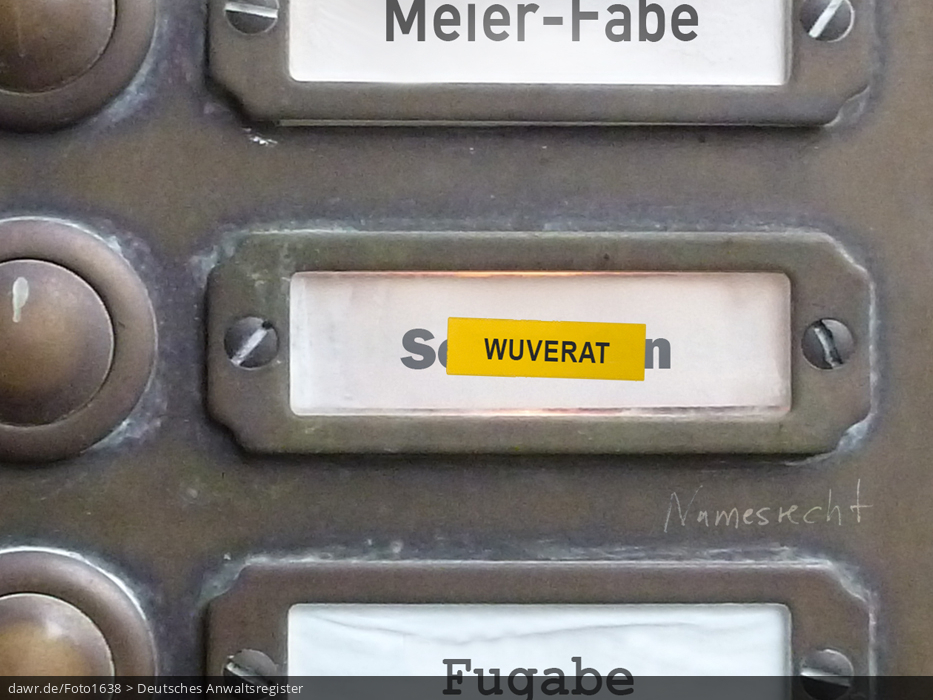 Meier-Fabe
WUVERAT
Namesrecht
Fugabe
dawr.de/Foto1638 > Deutsches Anwaltsregister